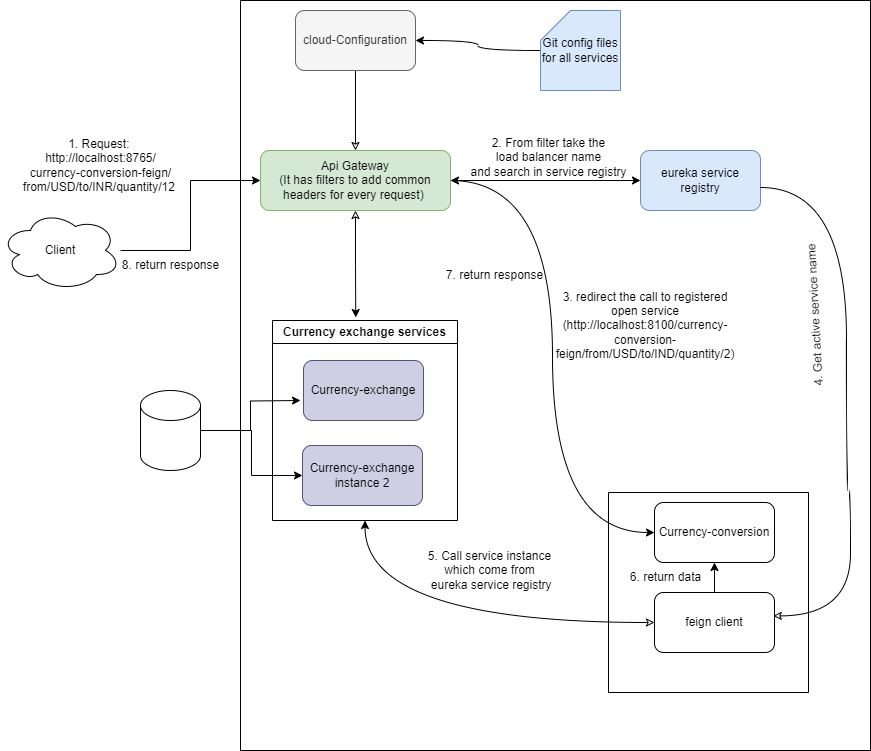 cloud-Configuration
Git config files
for all services
1. Request:
http://localhost:8765/
currency-conversion-feign/
from/USD/to/INR/quantity/12
Api Gateway
(It has filters to add common
headers for every request)
2. From filter take the
load balancer name
and search in service registry
eureka service
registry
Client
8. return response
7. return response
3. redirect the call to registered
open service
(http://localhost:8100/currency-
conversion-
feign/from/USD/to/IND/quantity/2)
4. Get active service name
Currency exchange services
Currency-exchange
Currency-exchange
instance 2
Currency-conversion
5. Call service instance
which come from
eureka service registry
6. return data
feign client